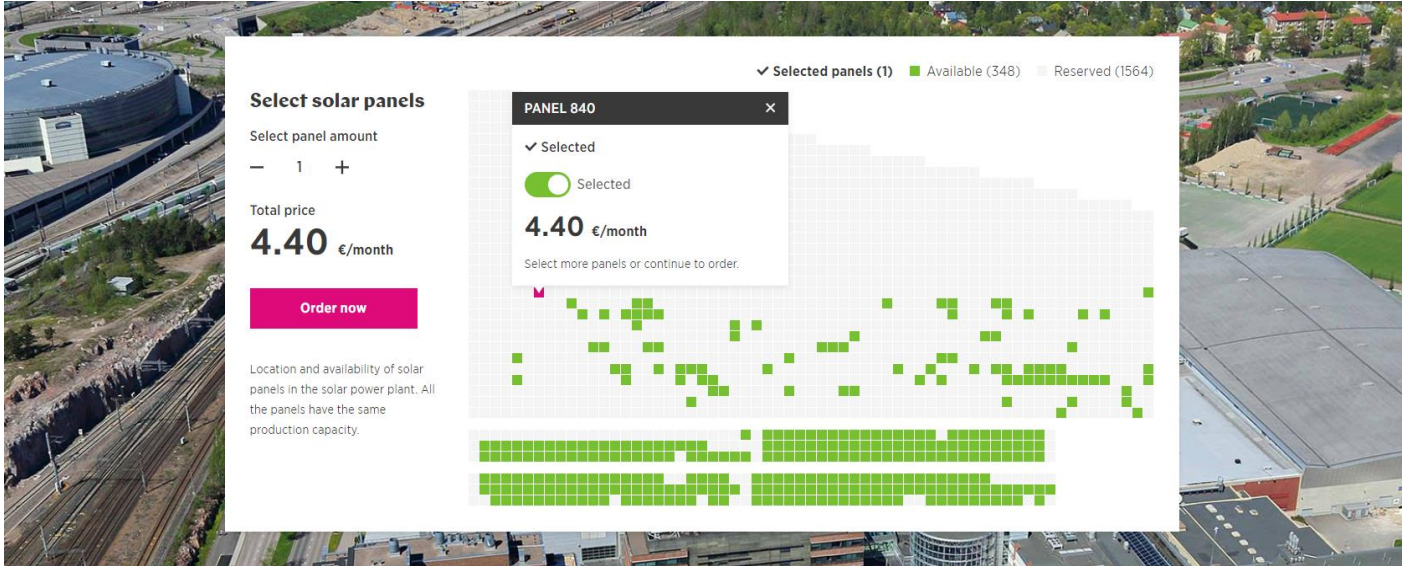 Selected panels (1) Available (348) Reserved (1564)
Select solar panels
Select panel amount
− 1 +
Total price
4.40 €/month
Order now
Location and availability of solar
panels in the solar power plant. All
the panels have the same
production capacity.
PANEL 840
Selected
Selected
4.40 €/month
Select more panels or continue to order.